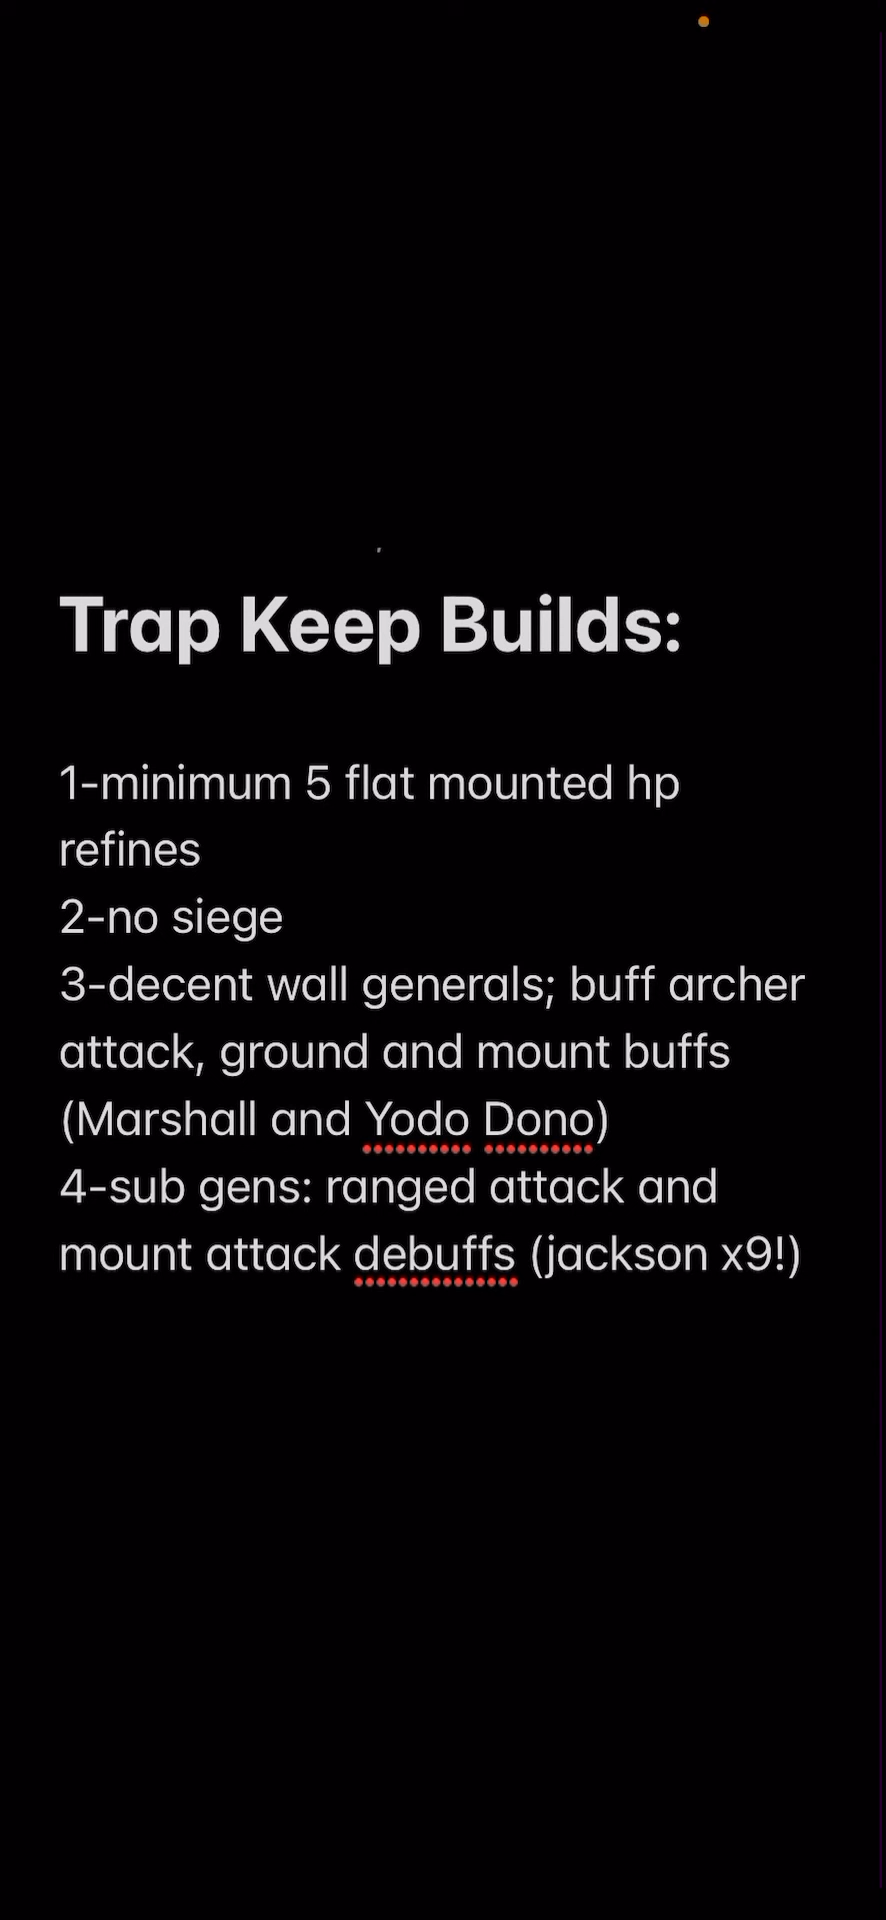 Trap Keep Builds:
1-minimum 5 flat mounted hp
refines
2-no siege
3-decent wall generals; buff archer
attack, ground and mount buffs
(Marshall and Yodo Dono)
4-sub gens: ranged attack and
mount attack debuffs (jackson x9!)